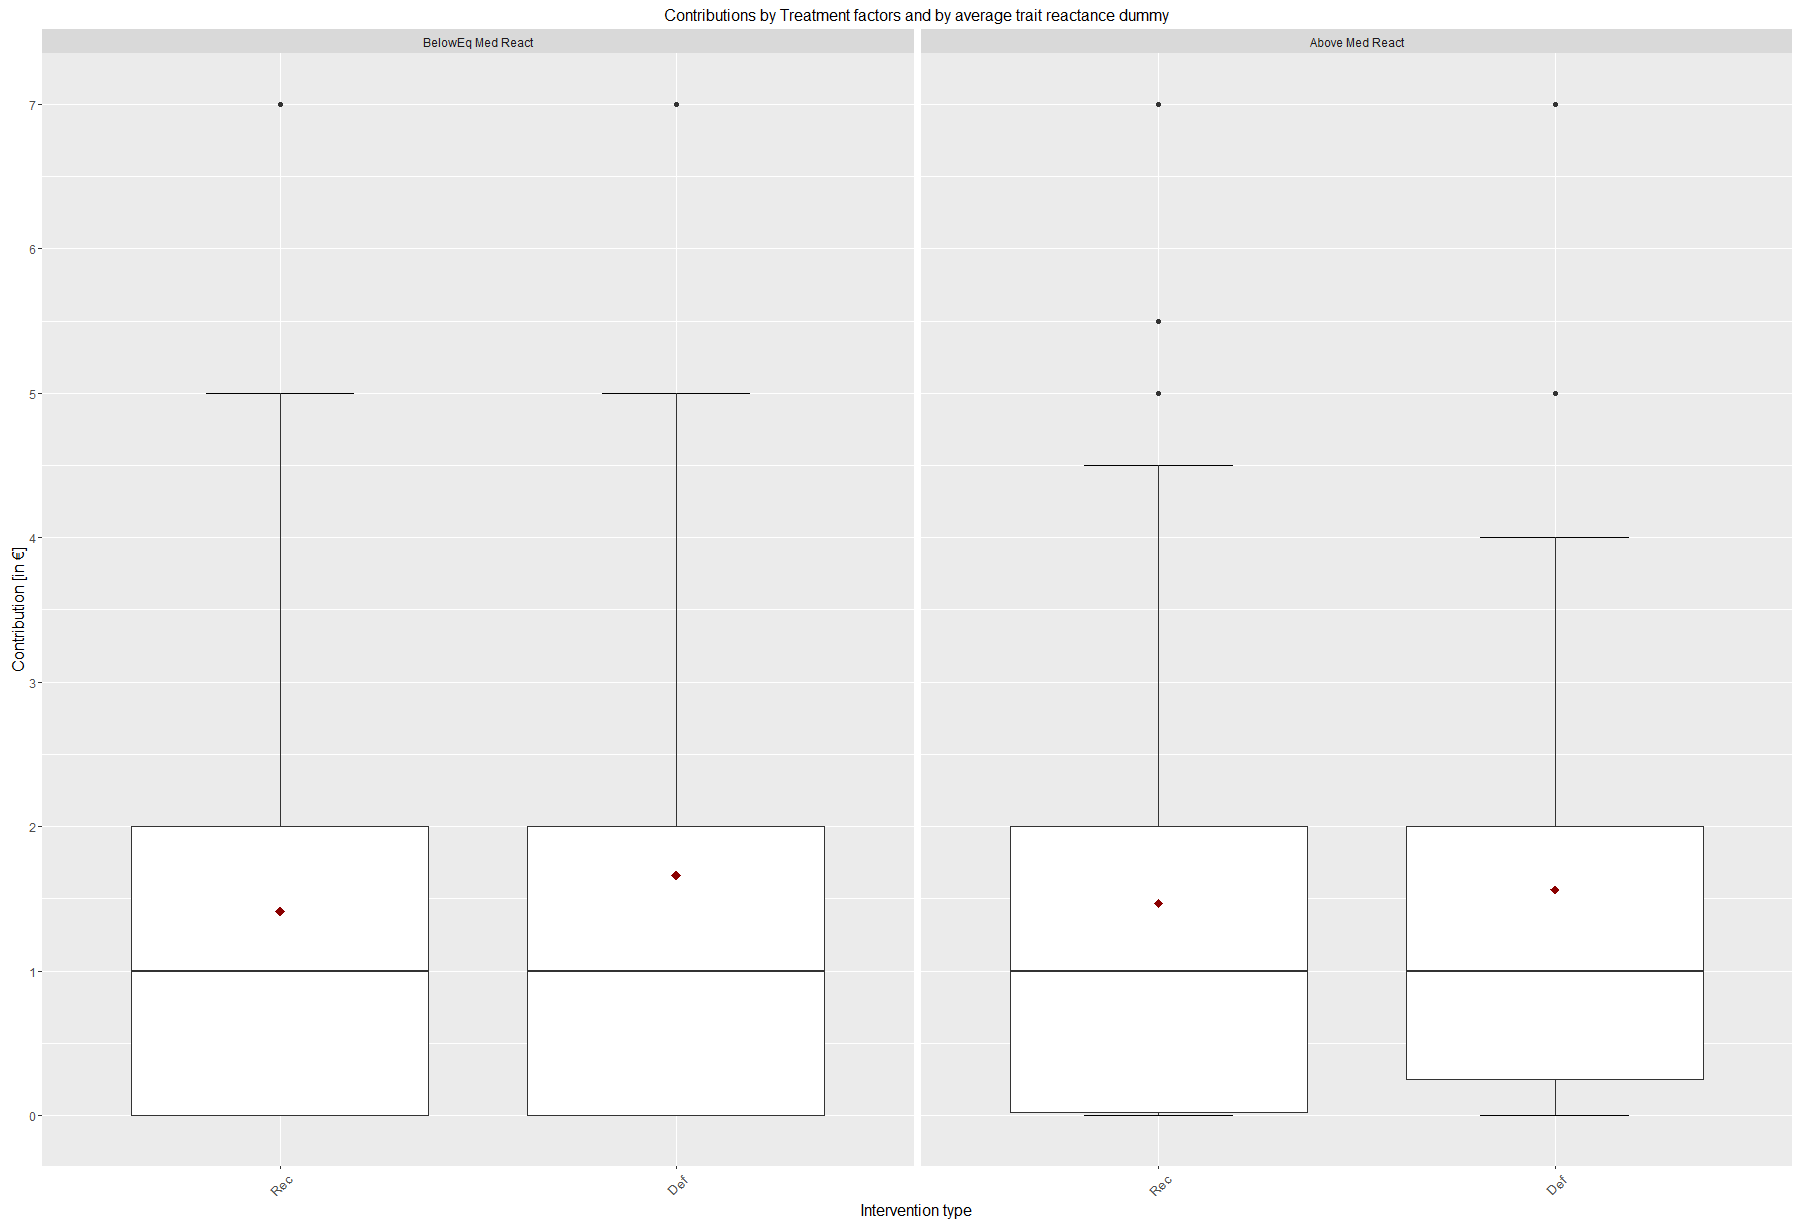 Contributions by Treatment factors and by average trait reactance dummy
BelowEq Med React
Above Med React
7
6
5
4
3
2
1
0
Contribution [in €]
Rec
Def
Rec
Def
Intervention type